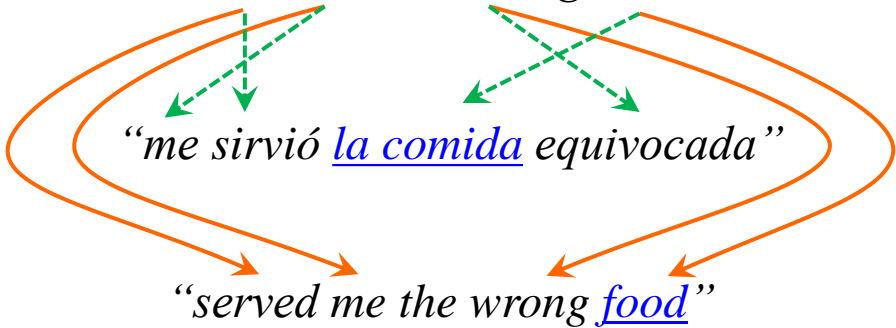 “me sirvió la comida equivocada”
“served me the wrong food”